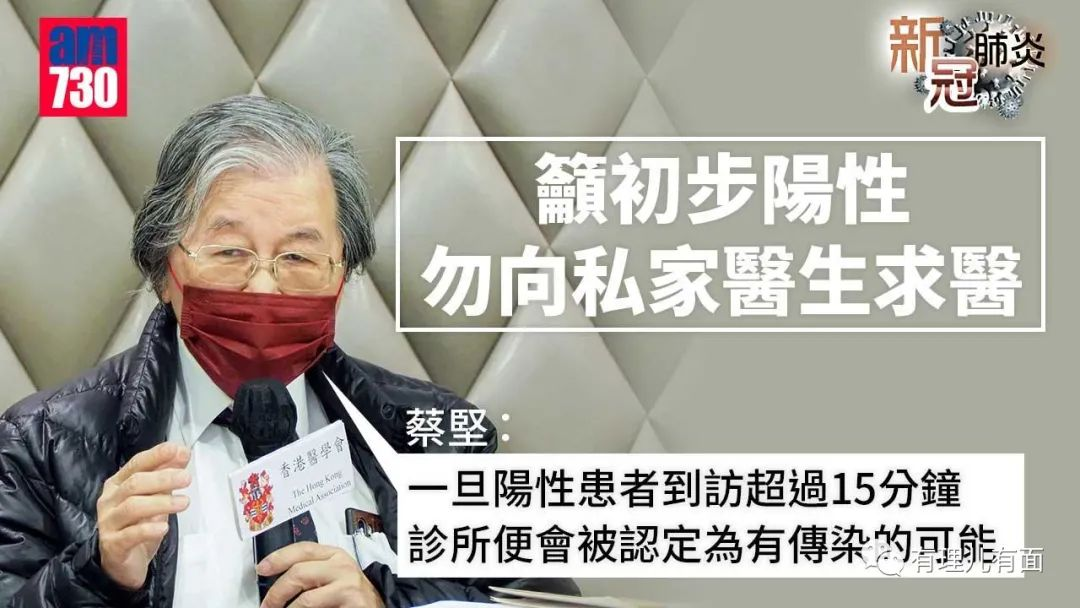 am
730
新冠肺炎
籲初步陽性
勿向私家醫生求醫
蔡堅：
一旦陽性患者到訪超過15分鐘
診所便會被認定為有傳染的可能
香港醫學會
The Hong Kong
Medical Association
有理儿有面